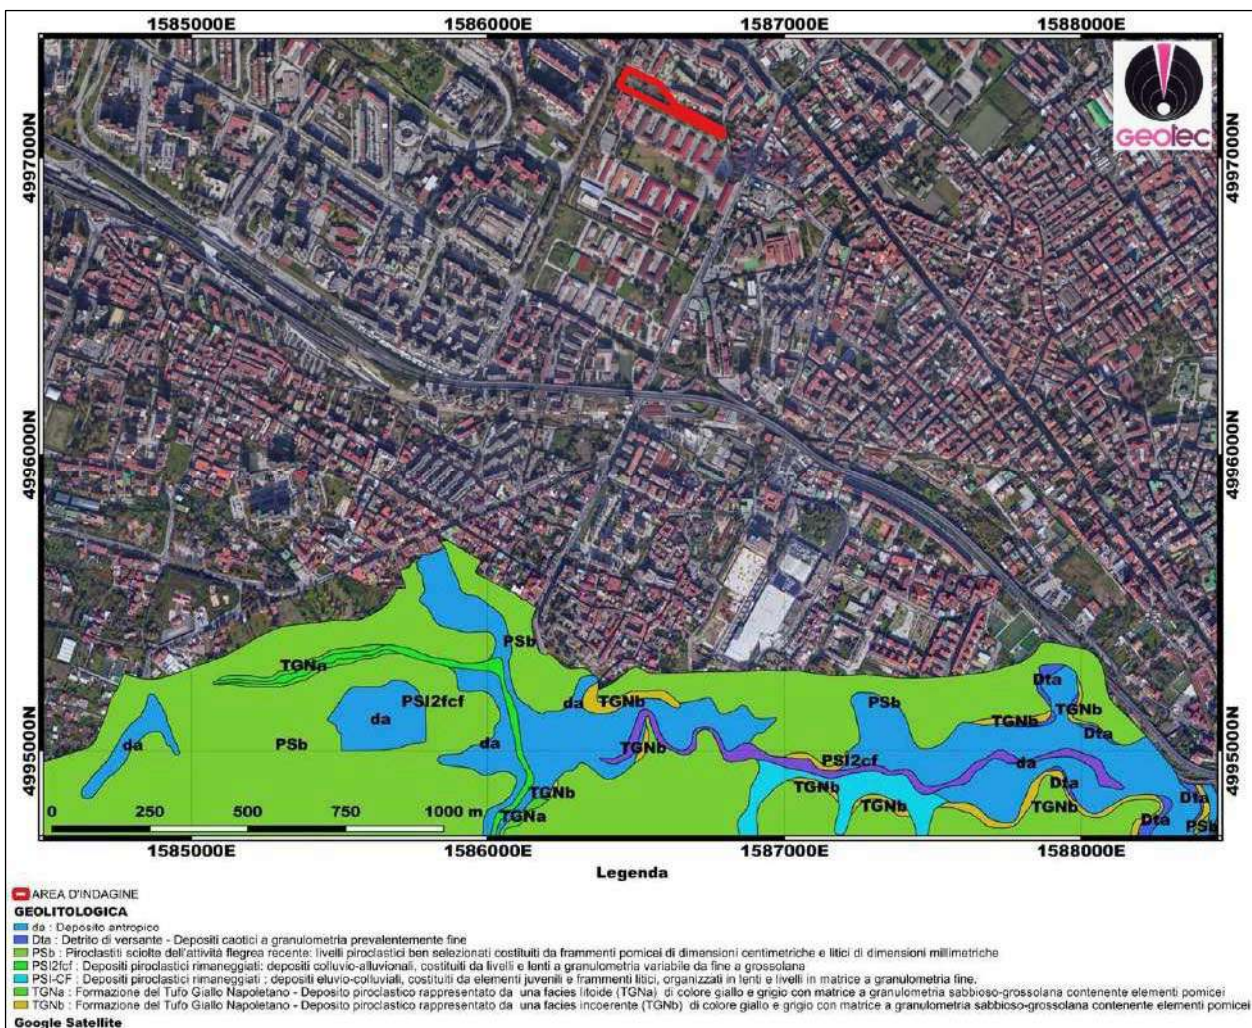 1585000E 1586000E 1587000E 1588000E
GEOTEC
4997000N 4997000N
4996000N 4996000N
PSb
TGNa
Dta
PSI2fcf
da
TGNb
PSb
TGNb
TGNb
da
da
Dta
da
PSb
TGNb
PSI2cf
da
4995000N 4995000N
TGNb
Dta
Dta
TGNb
TGNb
TGNb
Dta
PSb
TGNa
0 250 500 750 1000 m
1585000E 1586000E 1587000E 1588000E
Legenda
AREA D'INDAGINE
GEOLITOLOGICA
da : Deposito antropico
Dta : Detrito di versante - Depositi caotici a granulometria prevalentemente fine
PSb : Piroclastiti sciolte dell'attività flegrea recente: livelli piroclastici ben selezionati costituiti da frammenti pomicei di dimensioni centimetriche e litici di dimensioni millimetriche
PSI2fcf : Depositi piroclastici rimaneggiati: depositi colluvio-alluvionali, costituiti da livelli e lenti a granulometria variabile da fine a grossolana
PSI-CF : Depositi piroclastici rimaneggiati : depositi eluvio-colluviali, costituiti da elementi juvenili e frammenti litici, organizzati in lenti e livelli in matrice a granulometria fine.
TGNa : Formazione del Tufo Giallo Napoletano - Deposito piroclastico rappresentato da una facies litoide (TGNa) di colore giallo e grigio con matrice a granulometria sabbioso-grossolana contenente elementi pomicei
TGNb : Formazione del Tufo Giallo Napoletano - Deposito piroclastico rappresentato da una facies incoerente (TGNb) di colore giallo e grigio con matrice a granulometria sabbioso-grossolana contenente elementi pomicei
Google Satellite